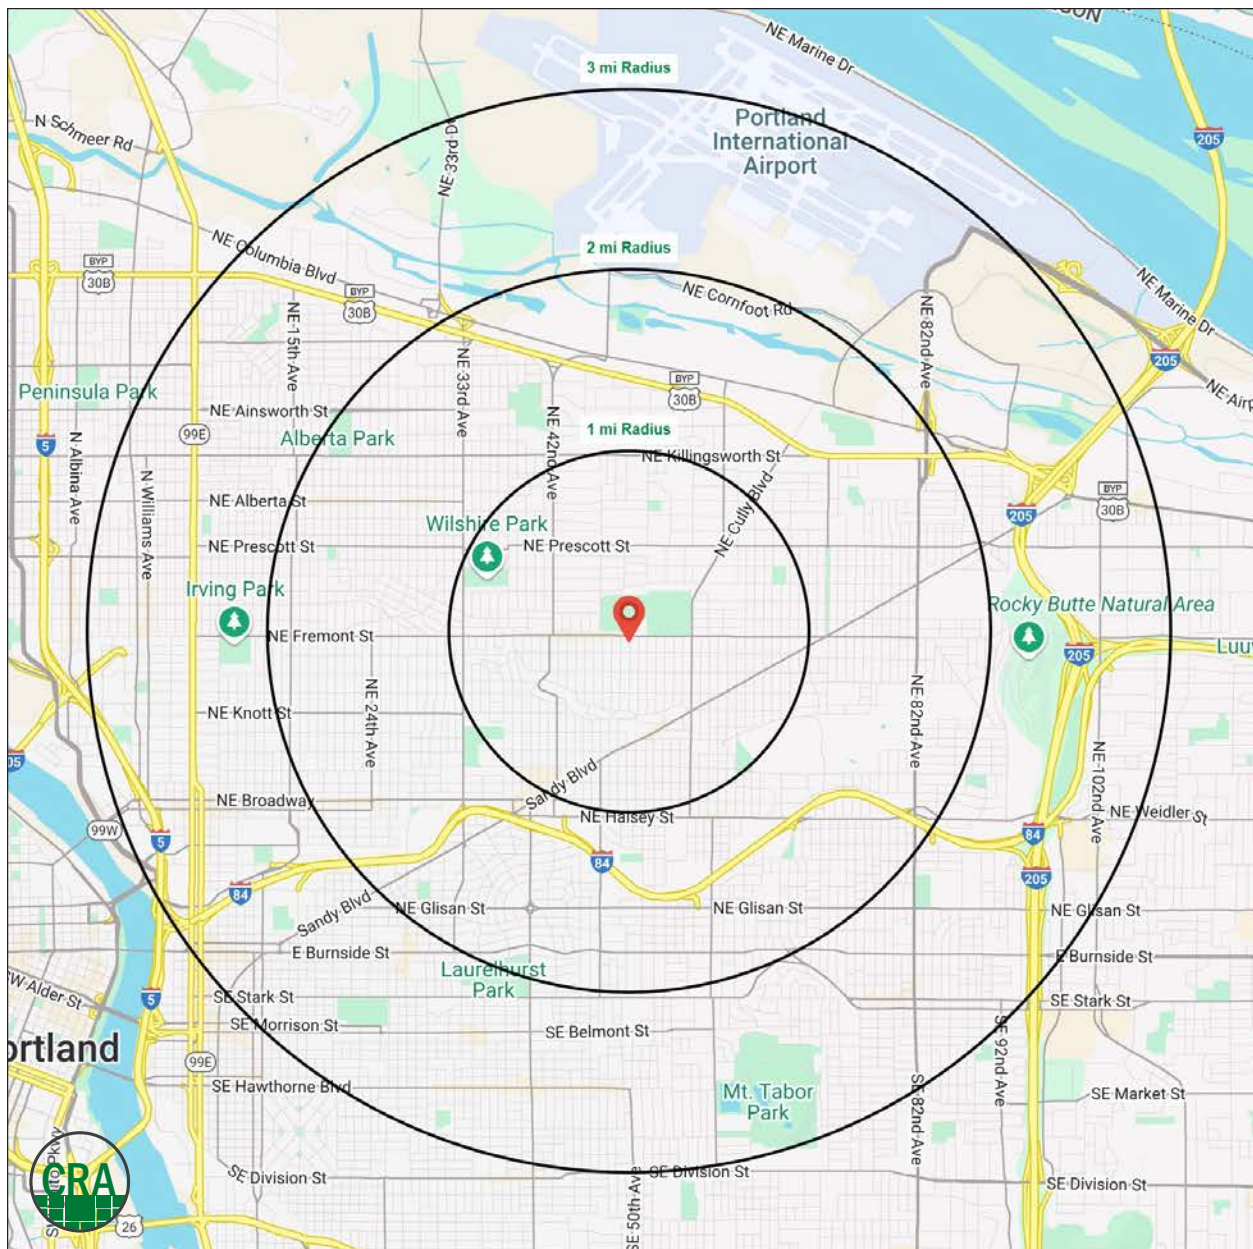 OREGON
NE Marine Dr
3 mi Radius
Portland
International
Airport
N Schmeer Rd
NE 33rd Dr
205
2 mi Radius
NE Columbia Blvd
BYP
30B
BYP
30B
NE Cornfoot Rd
NE 82nd Ave
NE Marine Dr
205
NE 15th Ave
NE 33rd Ave
NE 42nd Ave
Peninsula Park
BYP
30B
NE Airp
NE Ainsworth St
99E
Alberta Park
1 mi Radius
5
N Albina Ave
N Williams Ave
NE Killingsworth St
NE Cully Blvd
NE Alberta St
BYP
30B
205
Wilshire Park
NE Prescott St
NE Prescott St
Irving Park
Rocky Butte Natural Area
NE Fremont St
205
Luuw
NE Knott St
NE 24th Ave
NE 82nd Ave
NE 102nd Ave
05
Sandy Blvd
NE Broadway
NE Halsey St
NE Weidler St
99W
5
84
84
84
205
Sandy Blvd
NE Glisan St
NE Glisan St
NE Glisan St
E Burnside St
E Burnside St
Laurelhurst
Park
SW Alder St
5
SE Stark St
SE Stark St
SE Morrison St
SE Belmont St
SE 92nd Ave
ortland
99E
SE Hawthorne Blvd
Mt. Tabor
Park
SE 82nd Ave
SE Market St
CRA
SE Division St
SE Division St
SE Division St
SE 50th Ave
26